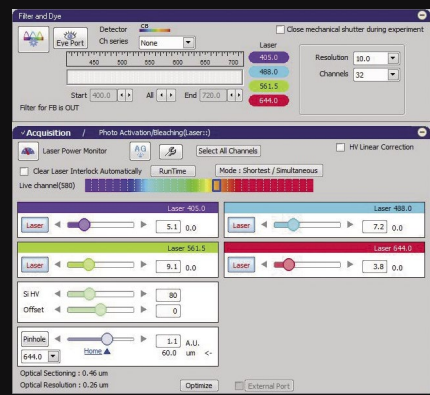 Filter and Dye
Detector CB
Close mechanical shutter during experiment
Eye Port Ch series None
Laser
450 500 550 600 650 700
405.0
Resolution 10.0
488.0
Channels 32
561.5
Start 400.0 All End 720.0
644.0
Filter for FB is OUT
Acquisition / Photo Activation/Bleaching(Laser::)
Laser Power Monitor AG Select All Channels HV Linear Correction
Clear Laser Interlock Automatically RunTime Mode : Shortest / Simultaneous
Live channel(580)
Laser 405.0 Laser 488.0
Laser 5.1 0.0 Laser 7.2 0.0
Laser 561.5 Laser 644.0
Laser 9.1 0.0 Laser 3.8 0.0
Si HV 80
Offset 0
Pinhole 1.1 A.U.
644.0 Home 60.0 um <-
Optical Sectioning : 0.46 um
Optical Resolution : 0.26 um Optimize External Port